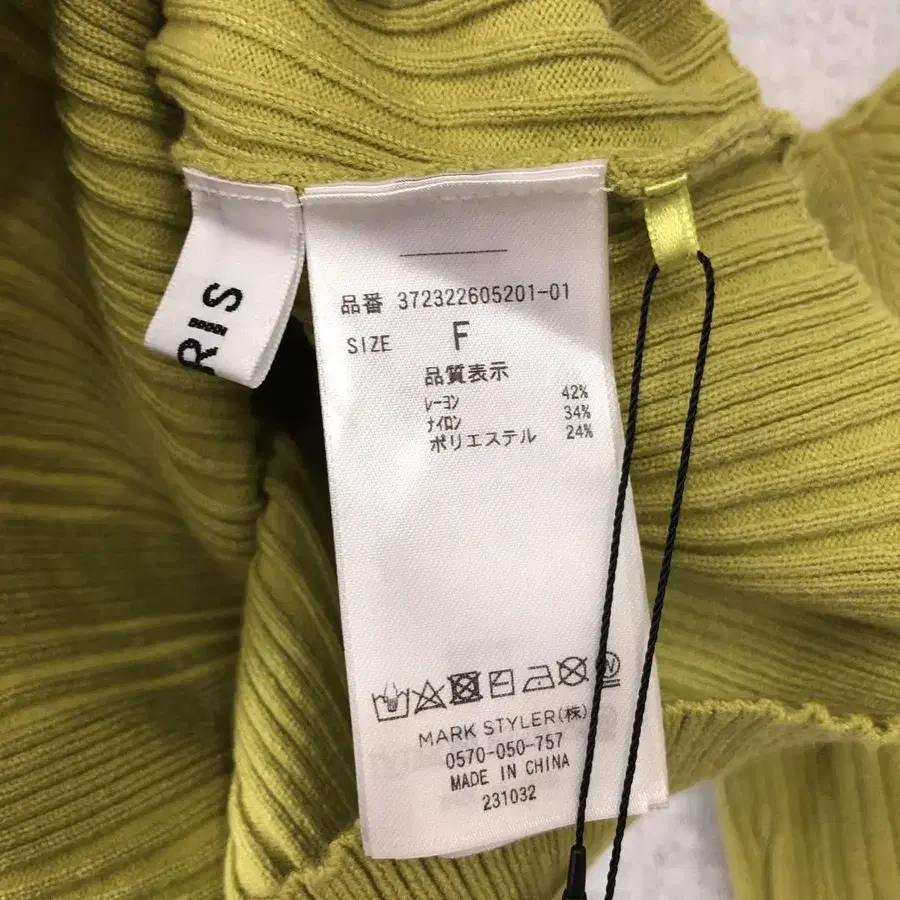 RIS
品番 372322605201-01
SIZE F
品質表示
ﾚｰﾖﾝ 42%
ﾅｲﾛﾝ 34%
ポリエステル 24%
MARK STYLER(株)
0570-050-757
MADE IN CHINA
231032